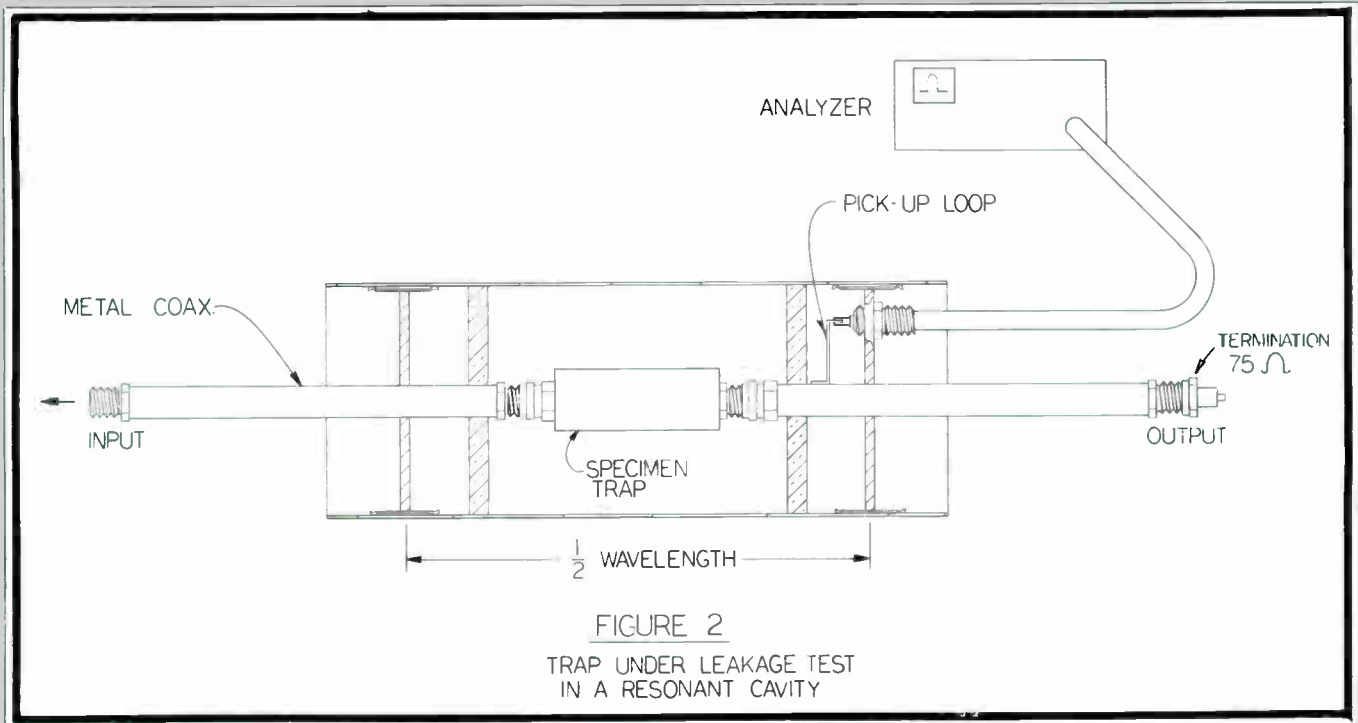 ANALYZER
PICK-UP LOOP
METAL COAX
TERMINATION
75 Ω
INPUT
SPECIMEN
TRAP
OUTPUT
1/2 WAVELENGTH
FIGURE 2
TRAP UNDER LEAKAGE TEST
IN A RESONANT CAVITY